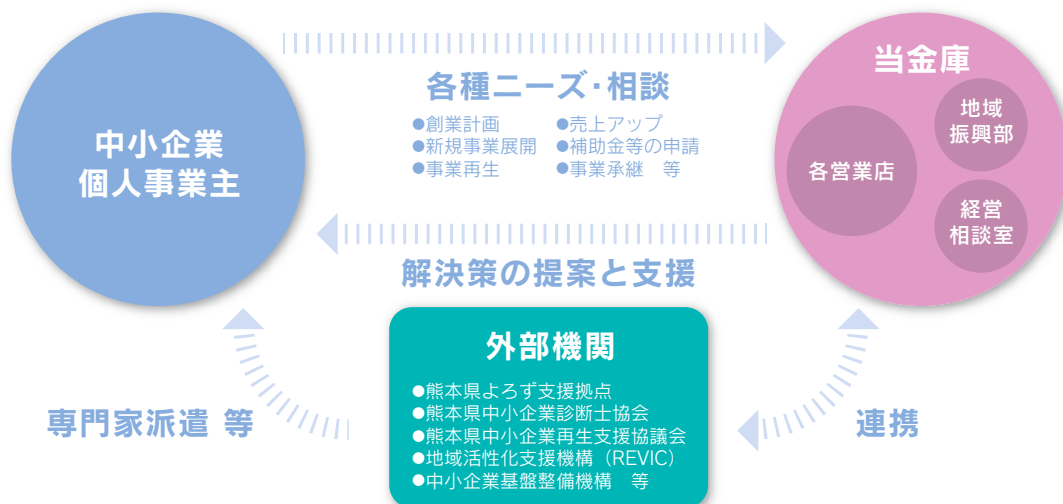 中小企業
個人事業主
各種ニーズ・相談
●創業計画
●売上アップ
●新規事業展開
●補助金等の申請
●事業再生
●事業承継　等
当金庫
各営業店
地域
振興部
経営
相談室
解決策の提案と支援
外部機関
●熊本県よろず支援拠点
●熊本県中小企業診断士協会
●熊本県中小企業再生支援協議会
●地域活性化支援機構（REVIC）
●中小企業基盤整備機構　等
専門家派遣 等
連携